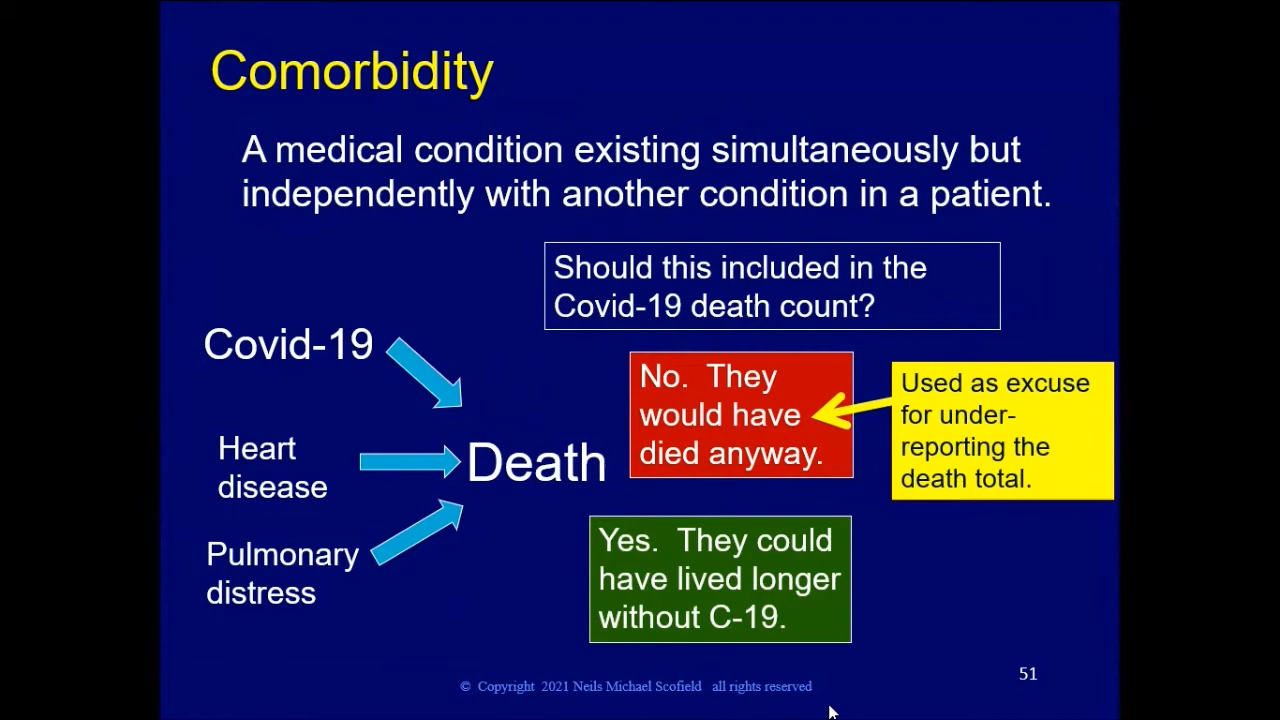 Comorbidity
A medical condition existing simultaneously but
independently with another condition in a patient.
Should this included in the
Covid-19 death count?
Covid-19
Heart
disease
Pulmonary
distress
Death
No. They
would have
died anyway.
Used as excuse
for under-
reporting the
death total.
Yes. They could
have lived longer
without C-19.
51
© Copyright 2021 Neils Michael Scofield all rights reserved